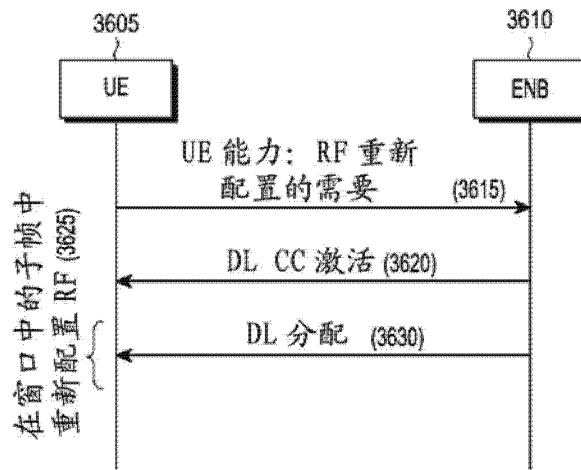 3605
3610
UE
ENB
UE 能力: RF 重新
配置的需要
(3615)
DL CC 激活 (3620)
DL 分配 (3630)
在窗口中的子帧中
重新配置 RF (3625)